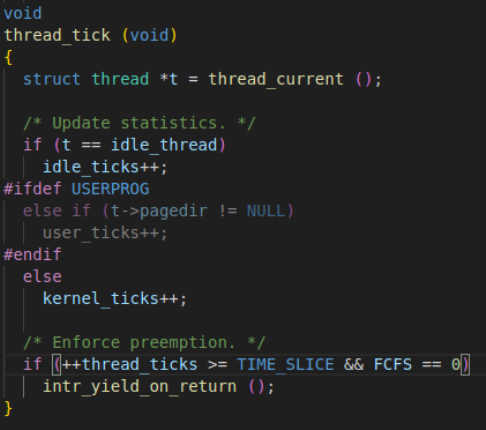 void
thread_tick (void)
{
struct thread *t = thread_current ();
/* Update statistics. */
if (t == idle_thread)
idle_ticks++;
#ifdef USERPROG
else if (t->pagedir != NULL)
user_ticks++;
#endif
else
kernel_ticks++;
/* Enforce preemption. */
if (++thread_ticks >= TIME_SLICE && FCFS == 0)
intr_yield_on_return ();
}